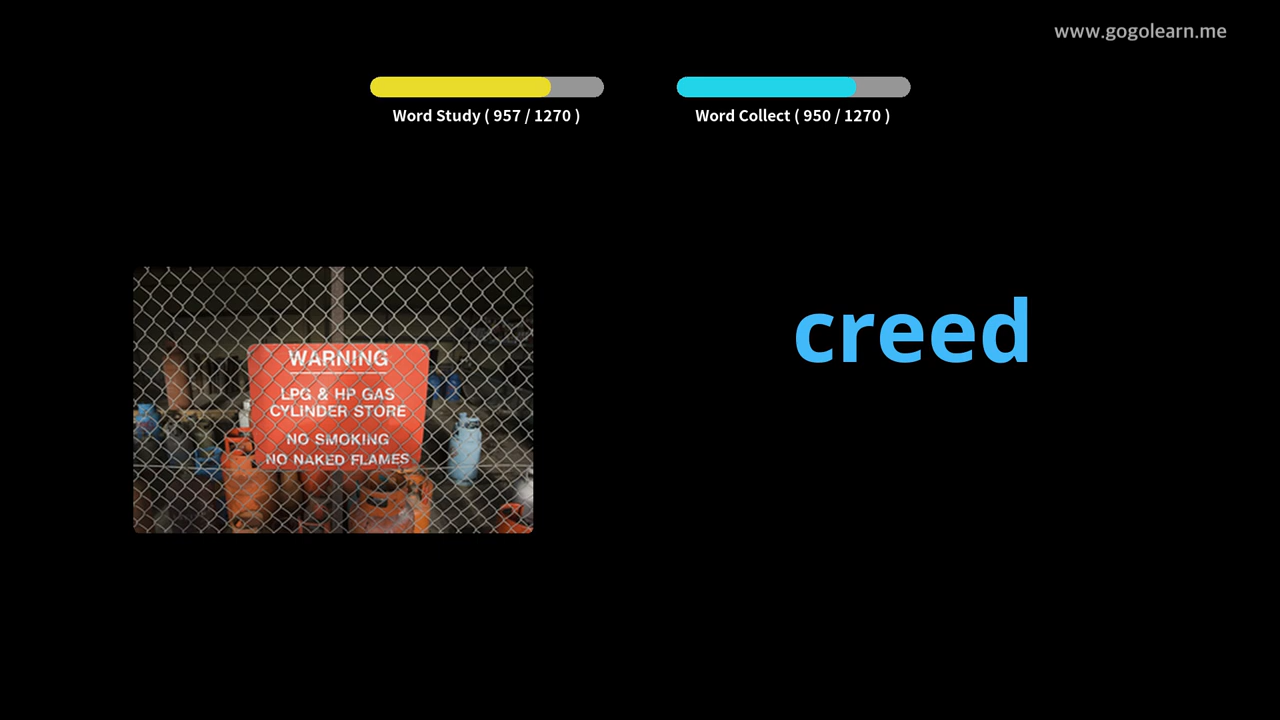 www.gogolearn.me
Word Study ( 957 / 1270 )
Word Collect ( 950 / 1270 )
WARNING
LPG & HP GAS
CYLINDER STORE
NO SMOKING
NO NAKED FLAMES
creed